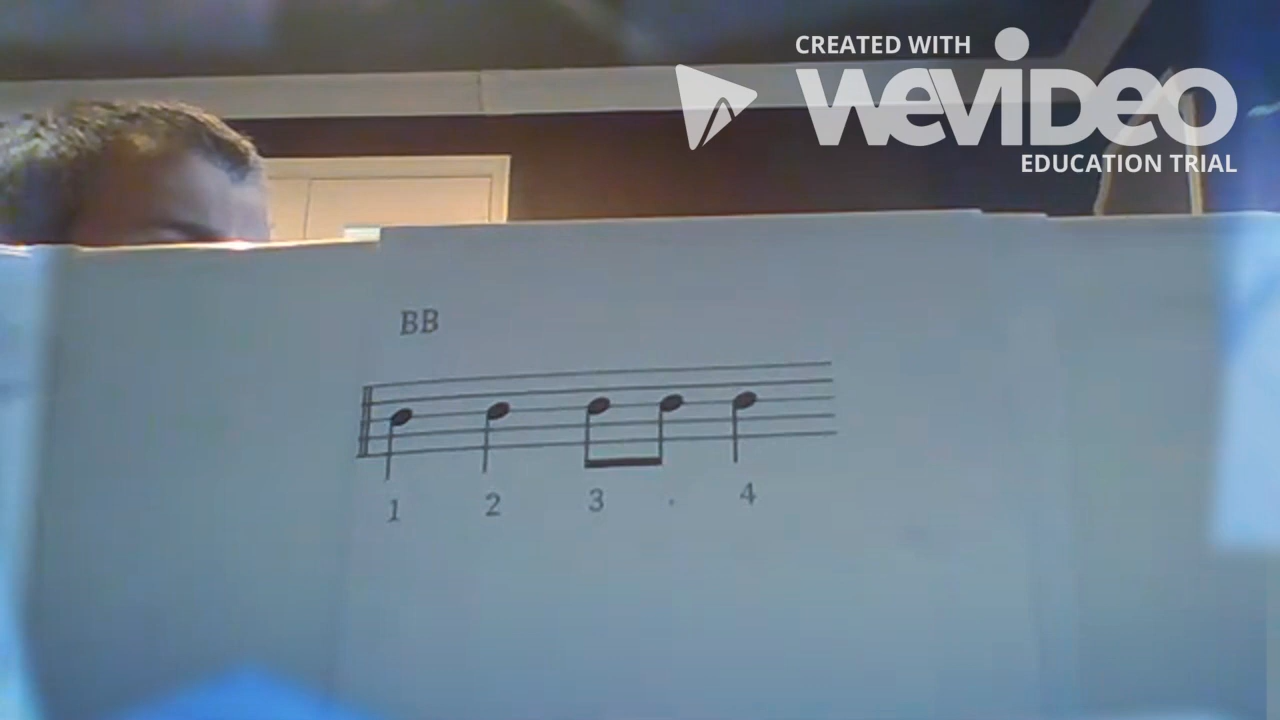 CREATED WITH
WEVIDEO
EDUCATION TRIAL
BB
1 2 3 . 4